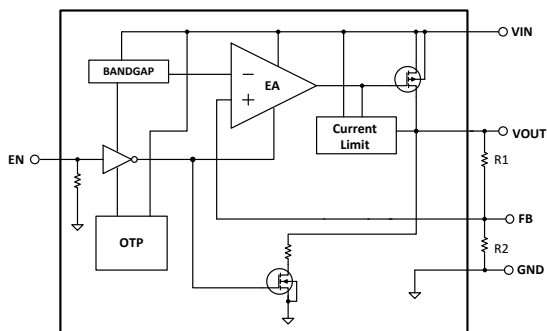 VIN
BANDGAP
−
EA
+
Current
Limit
VOUT
EN
R1
OTP
FB
R2
GND